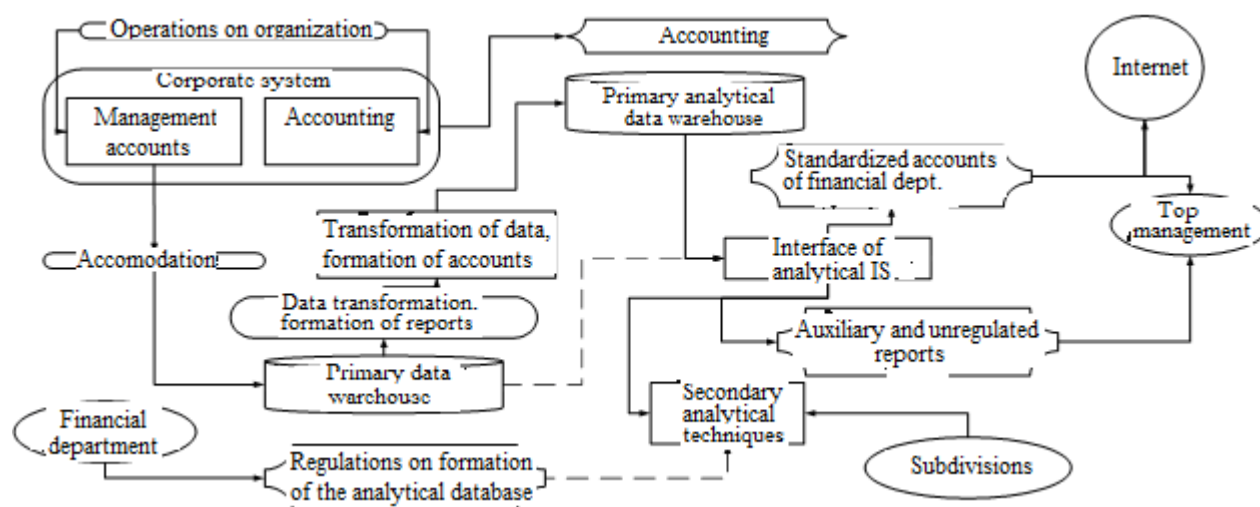 Operations on organization
Accounting
Internet
Corporate system
Management
accounts
Accounting
Primary analytical
data warehouse
Standardized accounts
of financial dept.
Top
management
Transformation of data,
formation of accounts
Interface of
analytical IS
Accomodation
Data transformation.
formation of reports
Auxiliary and unregulated
reports
Primary data
warehouse
Secondary
analytical
techniques
Financial
department
Subdivisions
Regulations on formation
of the analytical database